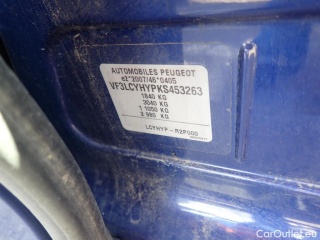 AUTOMOBILES PEUGEOT
e2*2007/46*0405
VF3LCYHYPKS453263
1840 KG
3040 KG
1 1050 KG
2 980 KG
LCYHYP - R2P000
CarOutlet.eu